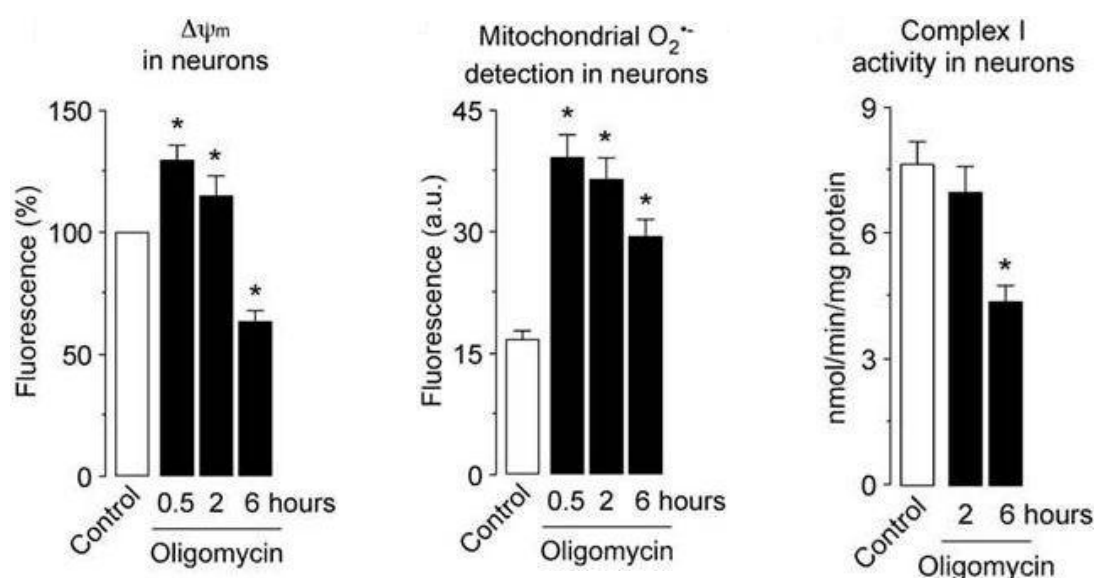 Δψm
in neurons
Fluorescence (%)
150
100
50
0
*
*
*
Control
0.5 2 6 hours
Oligomycin
Mitochondrial O₂•-
detection in neurons
Fluorescence (a.u.)
45
30
15
0
*
*
*
Control
0.5 2 6 hours
Oligomycin
Complex I
activity in neurons
nmol/min/mg protein
9
6
3
0
*
Control
2 6 hours
Oligomycin